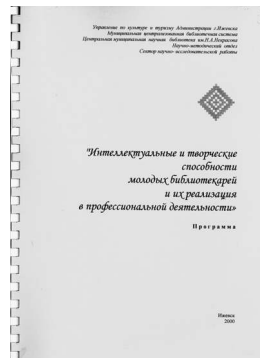 Управление по культуре и туризму Администрации г.Ижевска
Муниципальная централизованная библиотечная система
Центральная муниципальная научная библиотека им.Н.А.Некрасова
Научно-методический отдел
Сектор научно-исследовательской работы
"Интеллектуальные и творческие
способности
молодых библиотекарей
и их реализация
в профессиональной деятельности»
Программа
Ижевск
2000